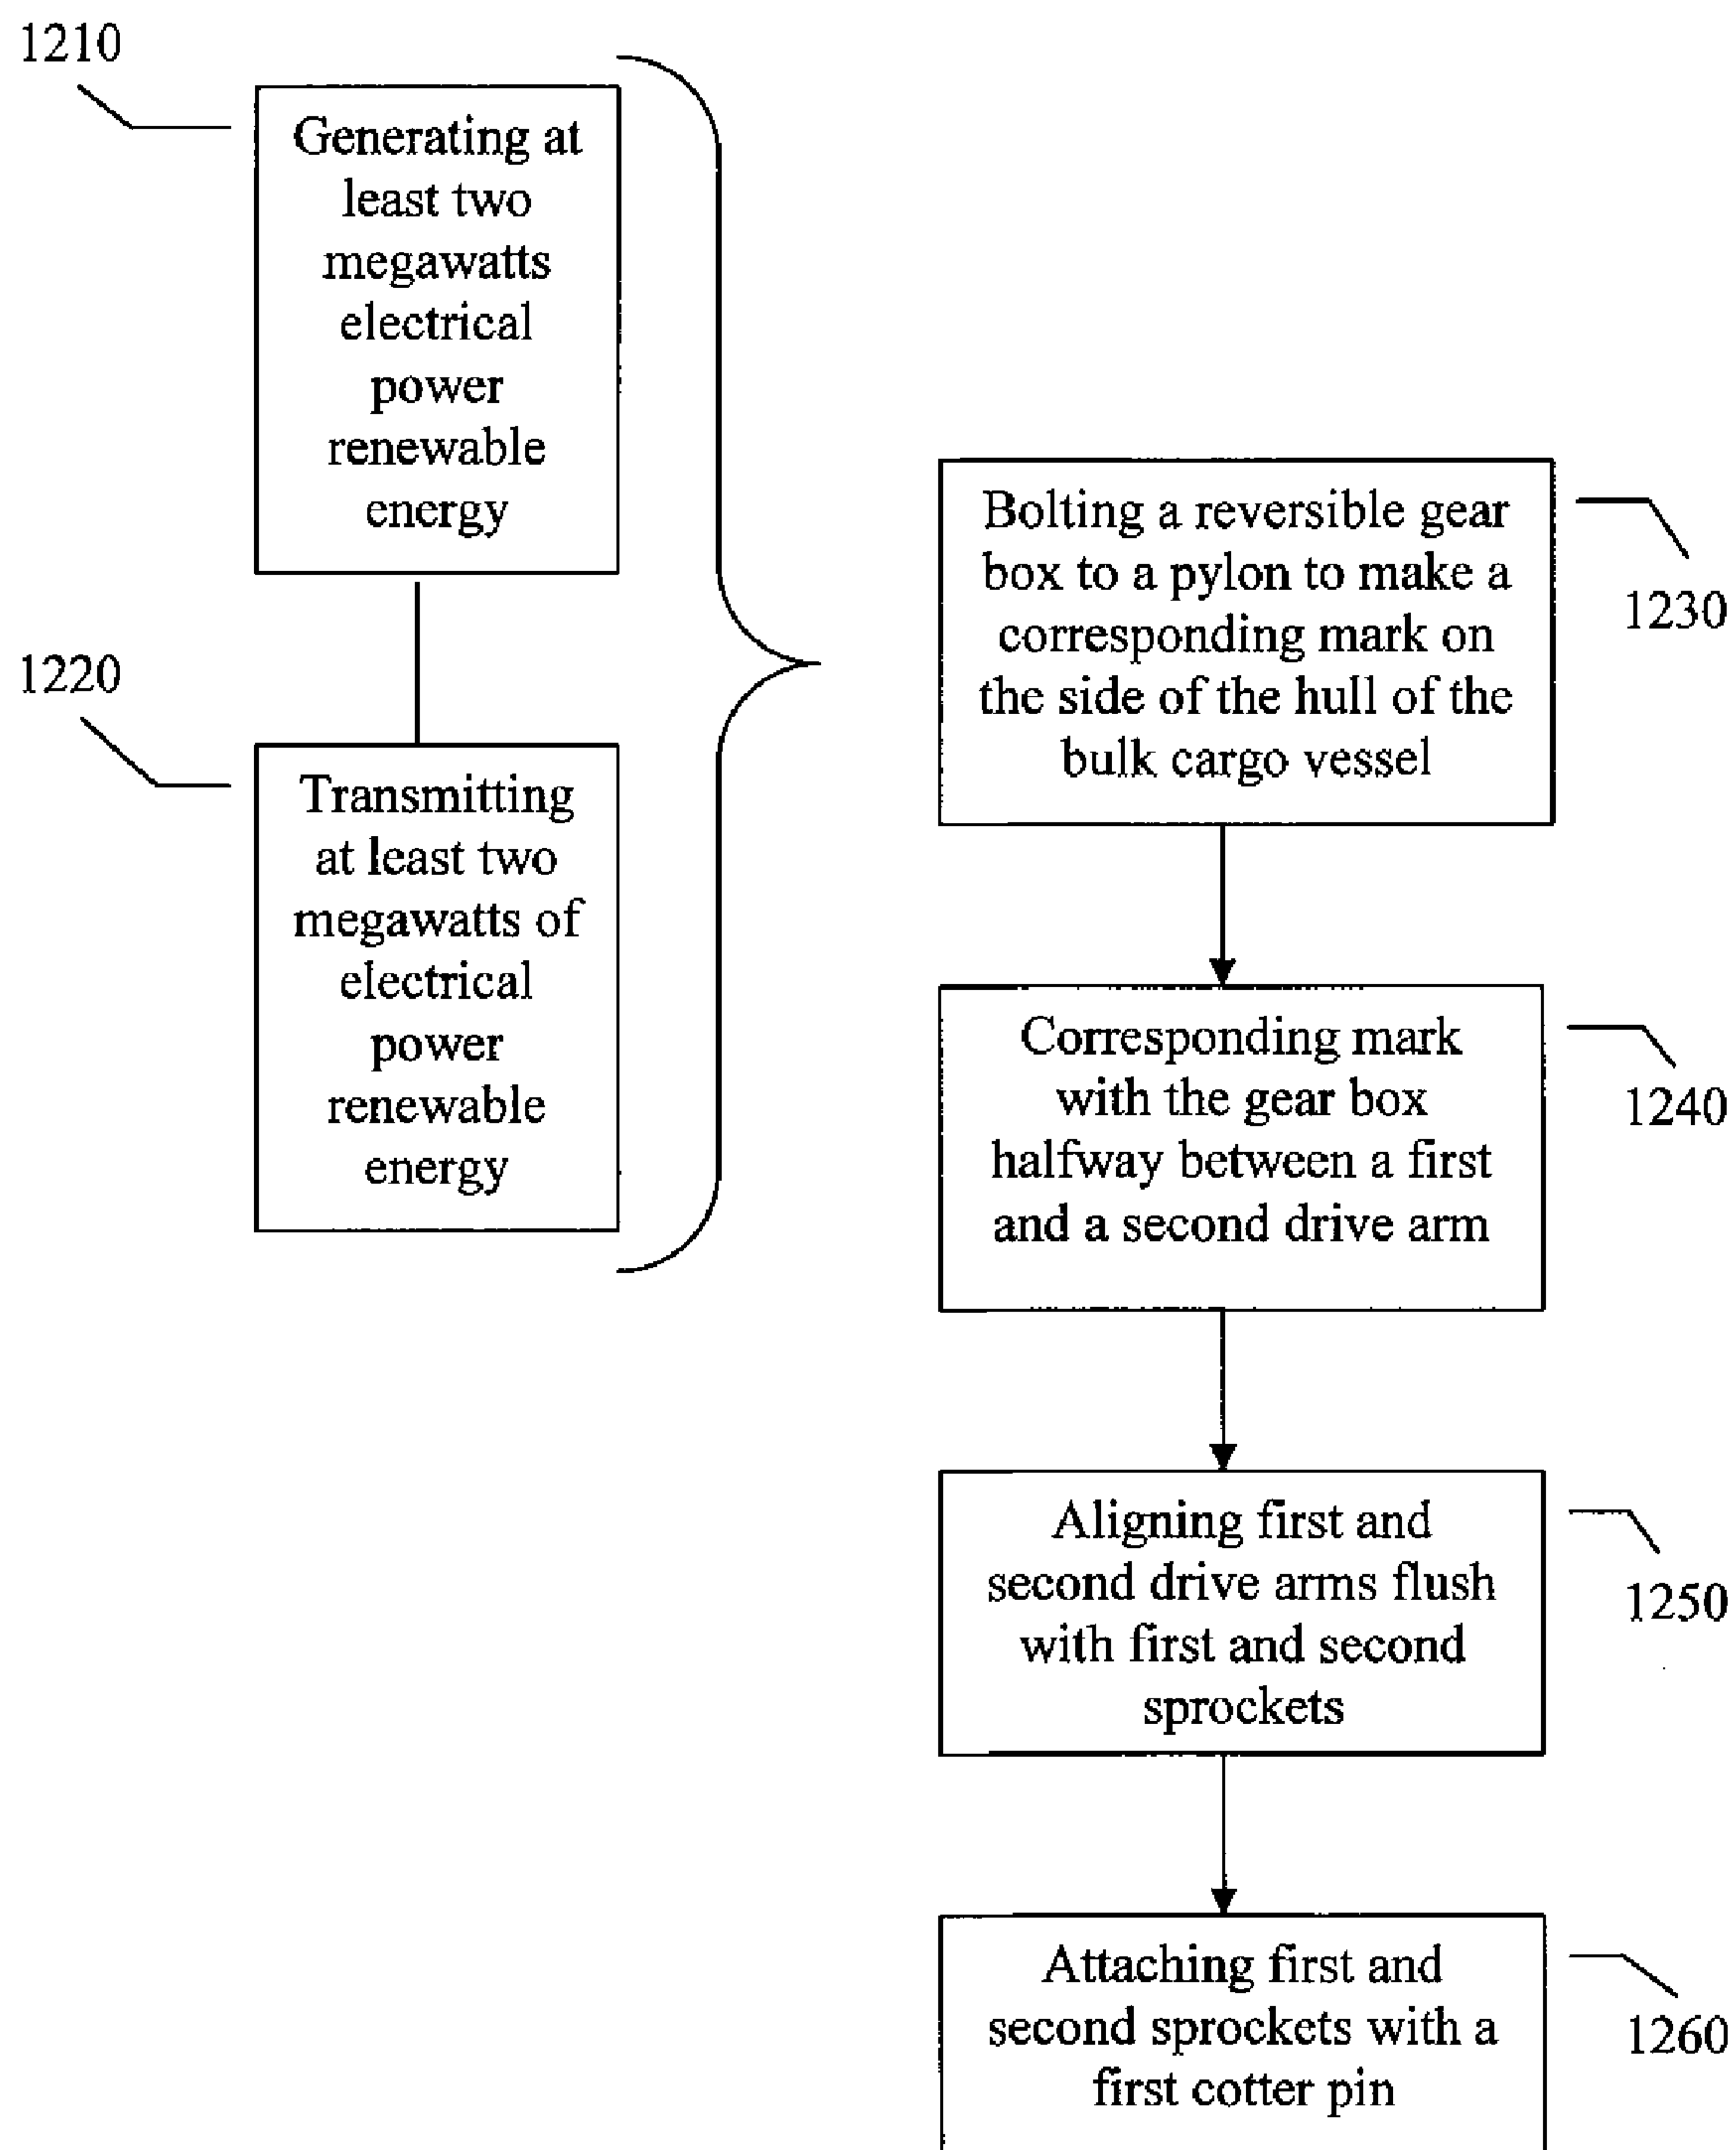 1210
Generating at
least two
megawatts
electrical
power
renewable
energy
1220
Transmitting
at least two
megawatts of
electrical
power
renewable
energy
Bolting a reversible gear
box to a pylon to make a
corresponding mark on
the side of the hull of the
bulk cargo vessel
1230
Corresponding mark
with the gear box
halfway between a first
and a second drive arm
1240
Aligning first and
second drive arms flush
with first and second
sprockets
1250
Attaching first and
second sprockets with a
first cotter pin
1260